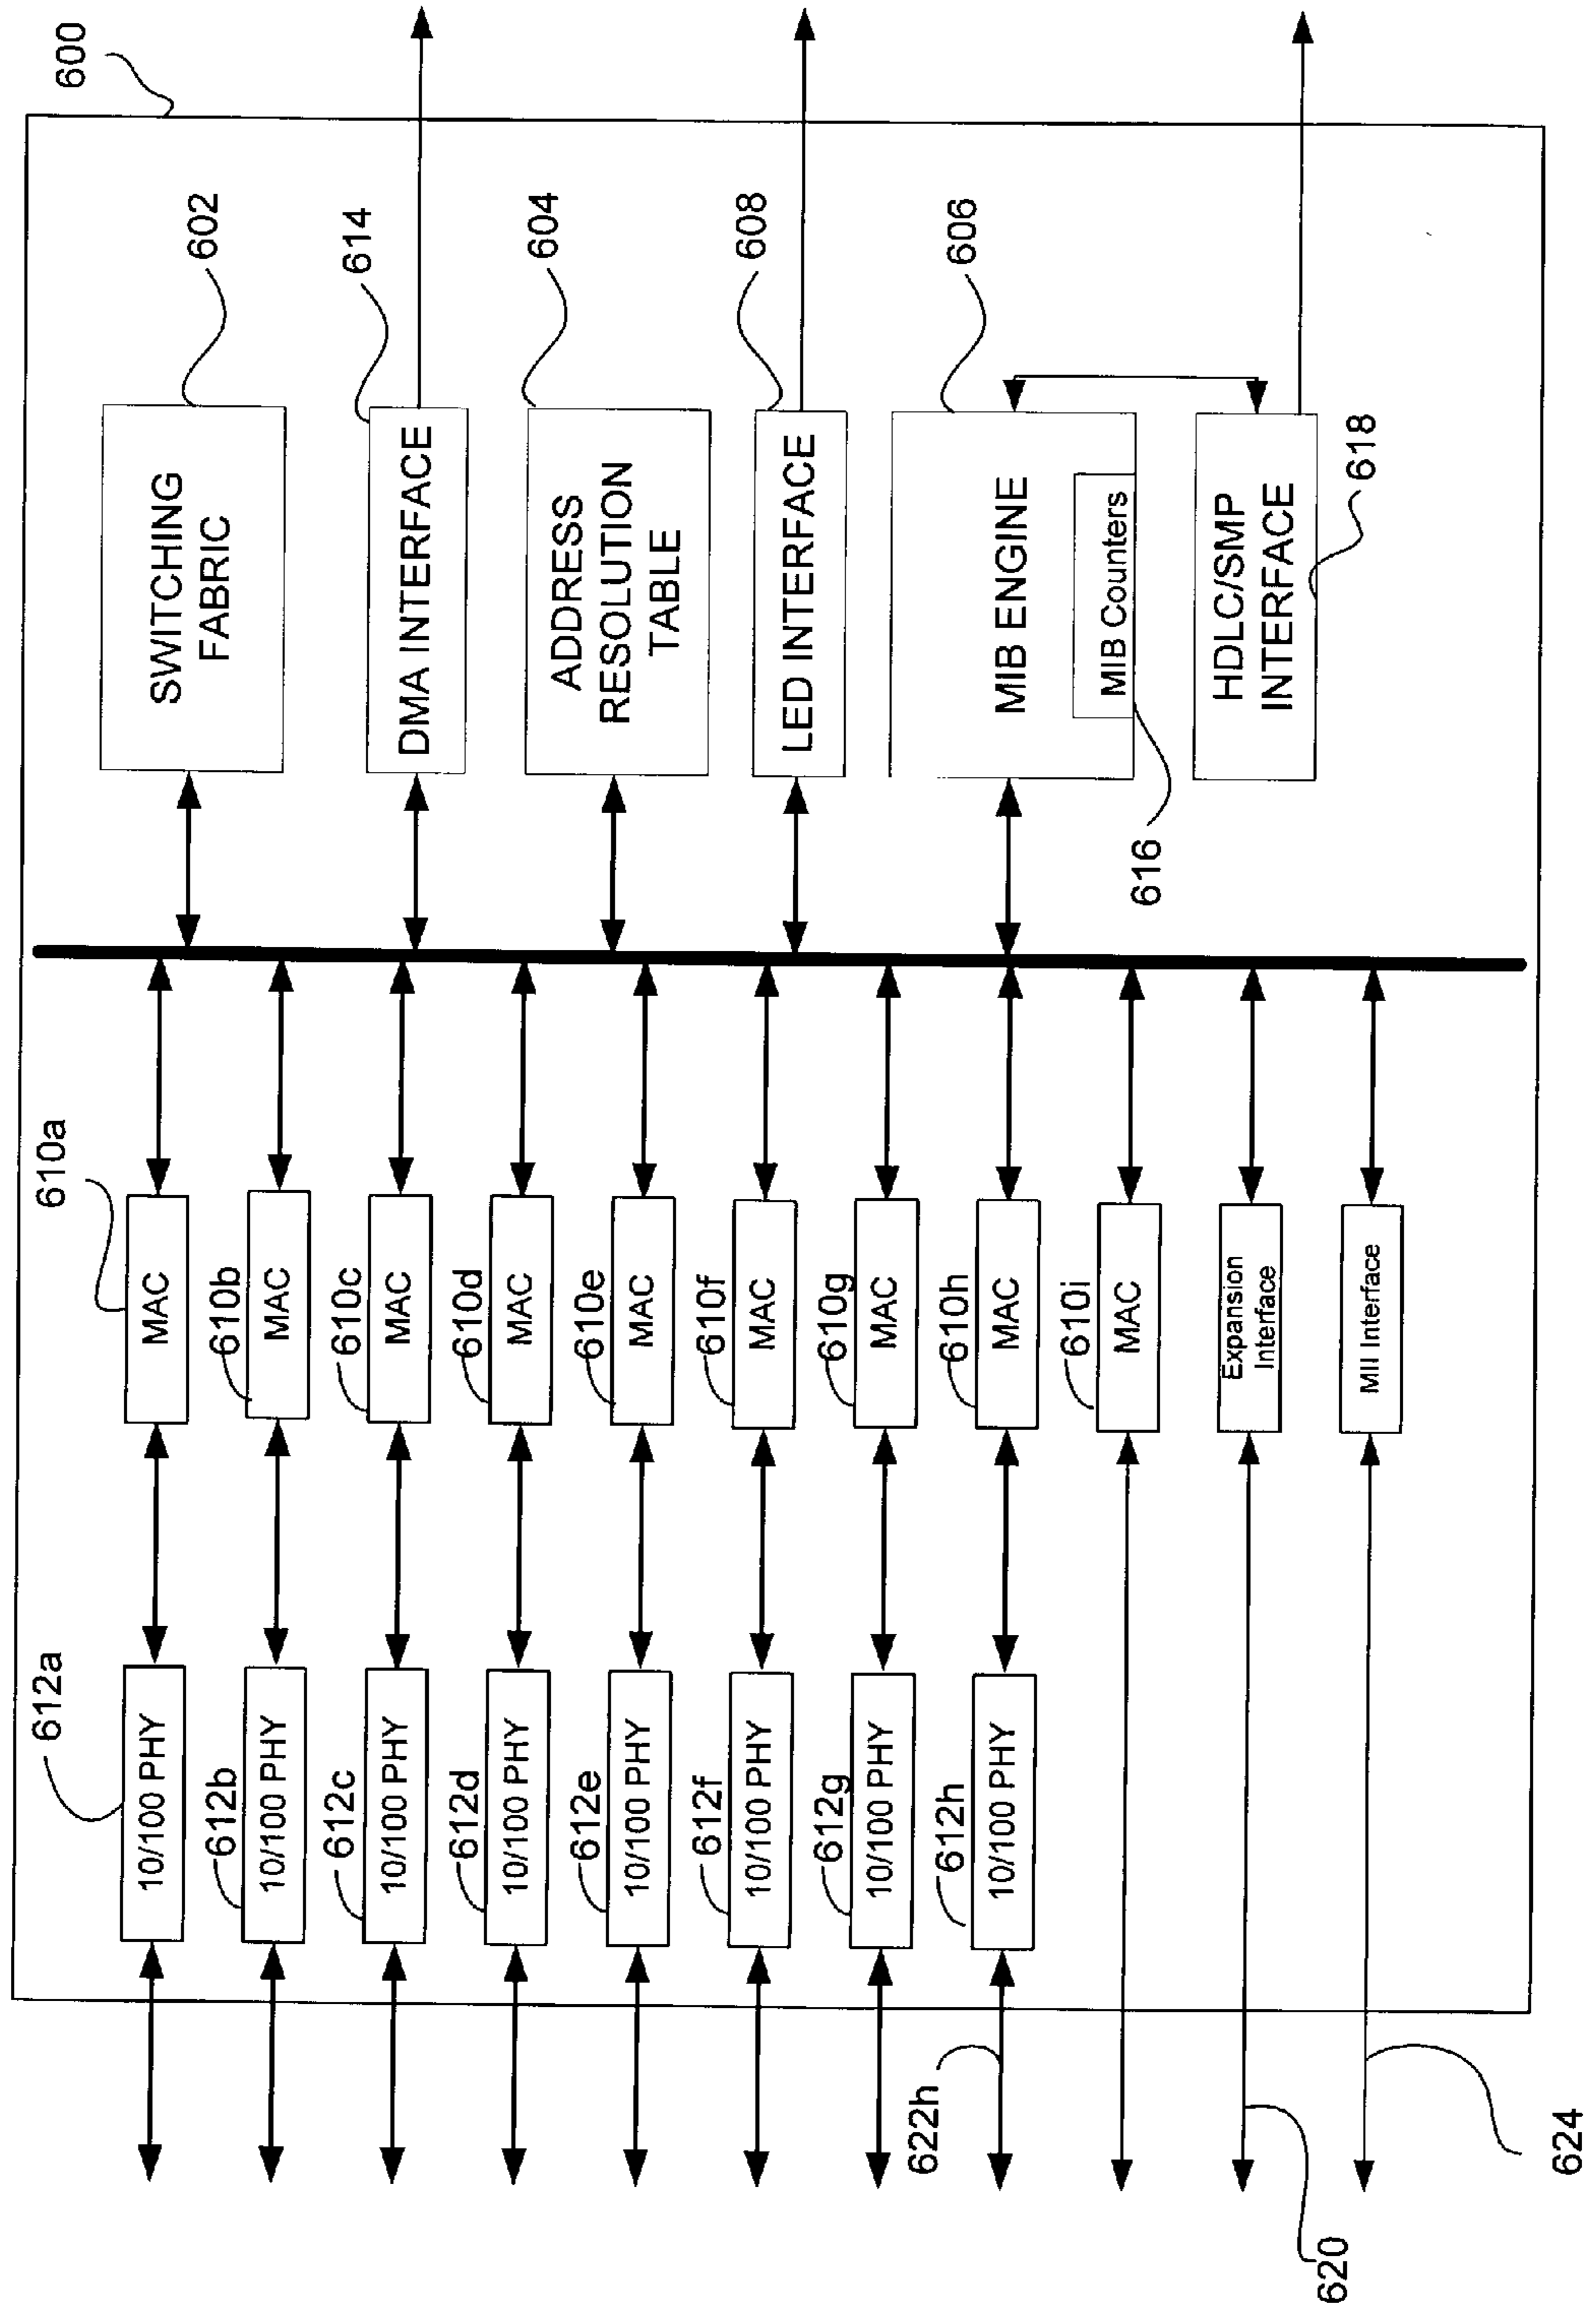 612a
610a
600
10/100 PHY
MAC
SWITCHING
FABRIC
602
612b
10/100 PHY
610b
MAC
612c
10/100 PHY
610c
MAC
DMA INTERFACE
614
612d
10/100 PHY
610d
MAC
ADDRESS
RESOLUTION
TABLE
604
612e
10/100 PHY
610e
MAC
612f
10/100 PHY
610f
MAC
LED INTERFACE
608
612g
10/100 PHY
610g
MAC
612h
10/100 PHY
610h
MAC
MIB ENGINE
606
MIB Counters
616
622h
610i
MAC
Expansion
Interface
HDLC/SMP
INTERFACE
618
620
MII Interface
624